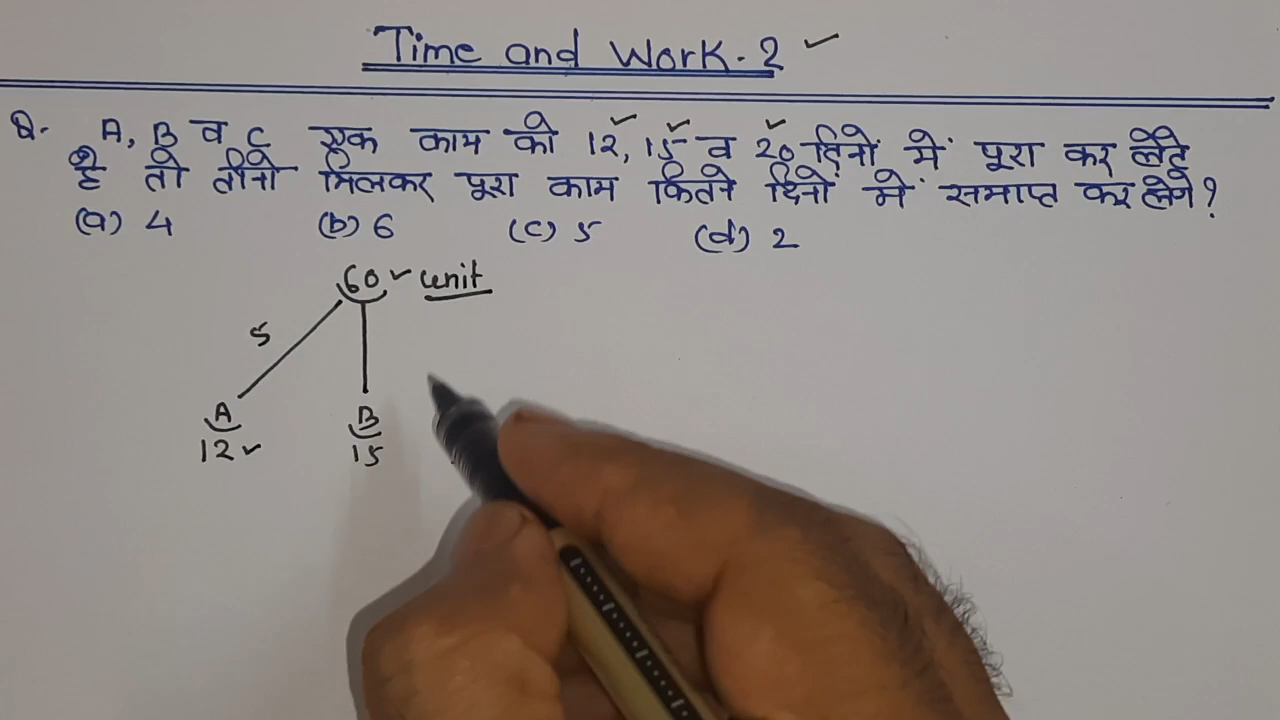 Time and Work-2
Q. A, B व C एक काम को 12, 15 व 20 दिनों में पूरा कर लेते
है तो तीनो मिलकर पूरा काम कितने दिनो में समाप्त कर लेगे?
(a) 4 (b) 6 (c) 5 (d) 2
60 unit
5
A B
12 15